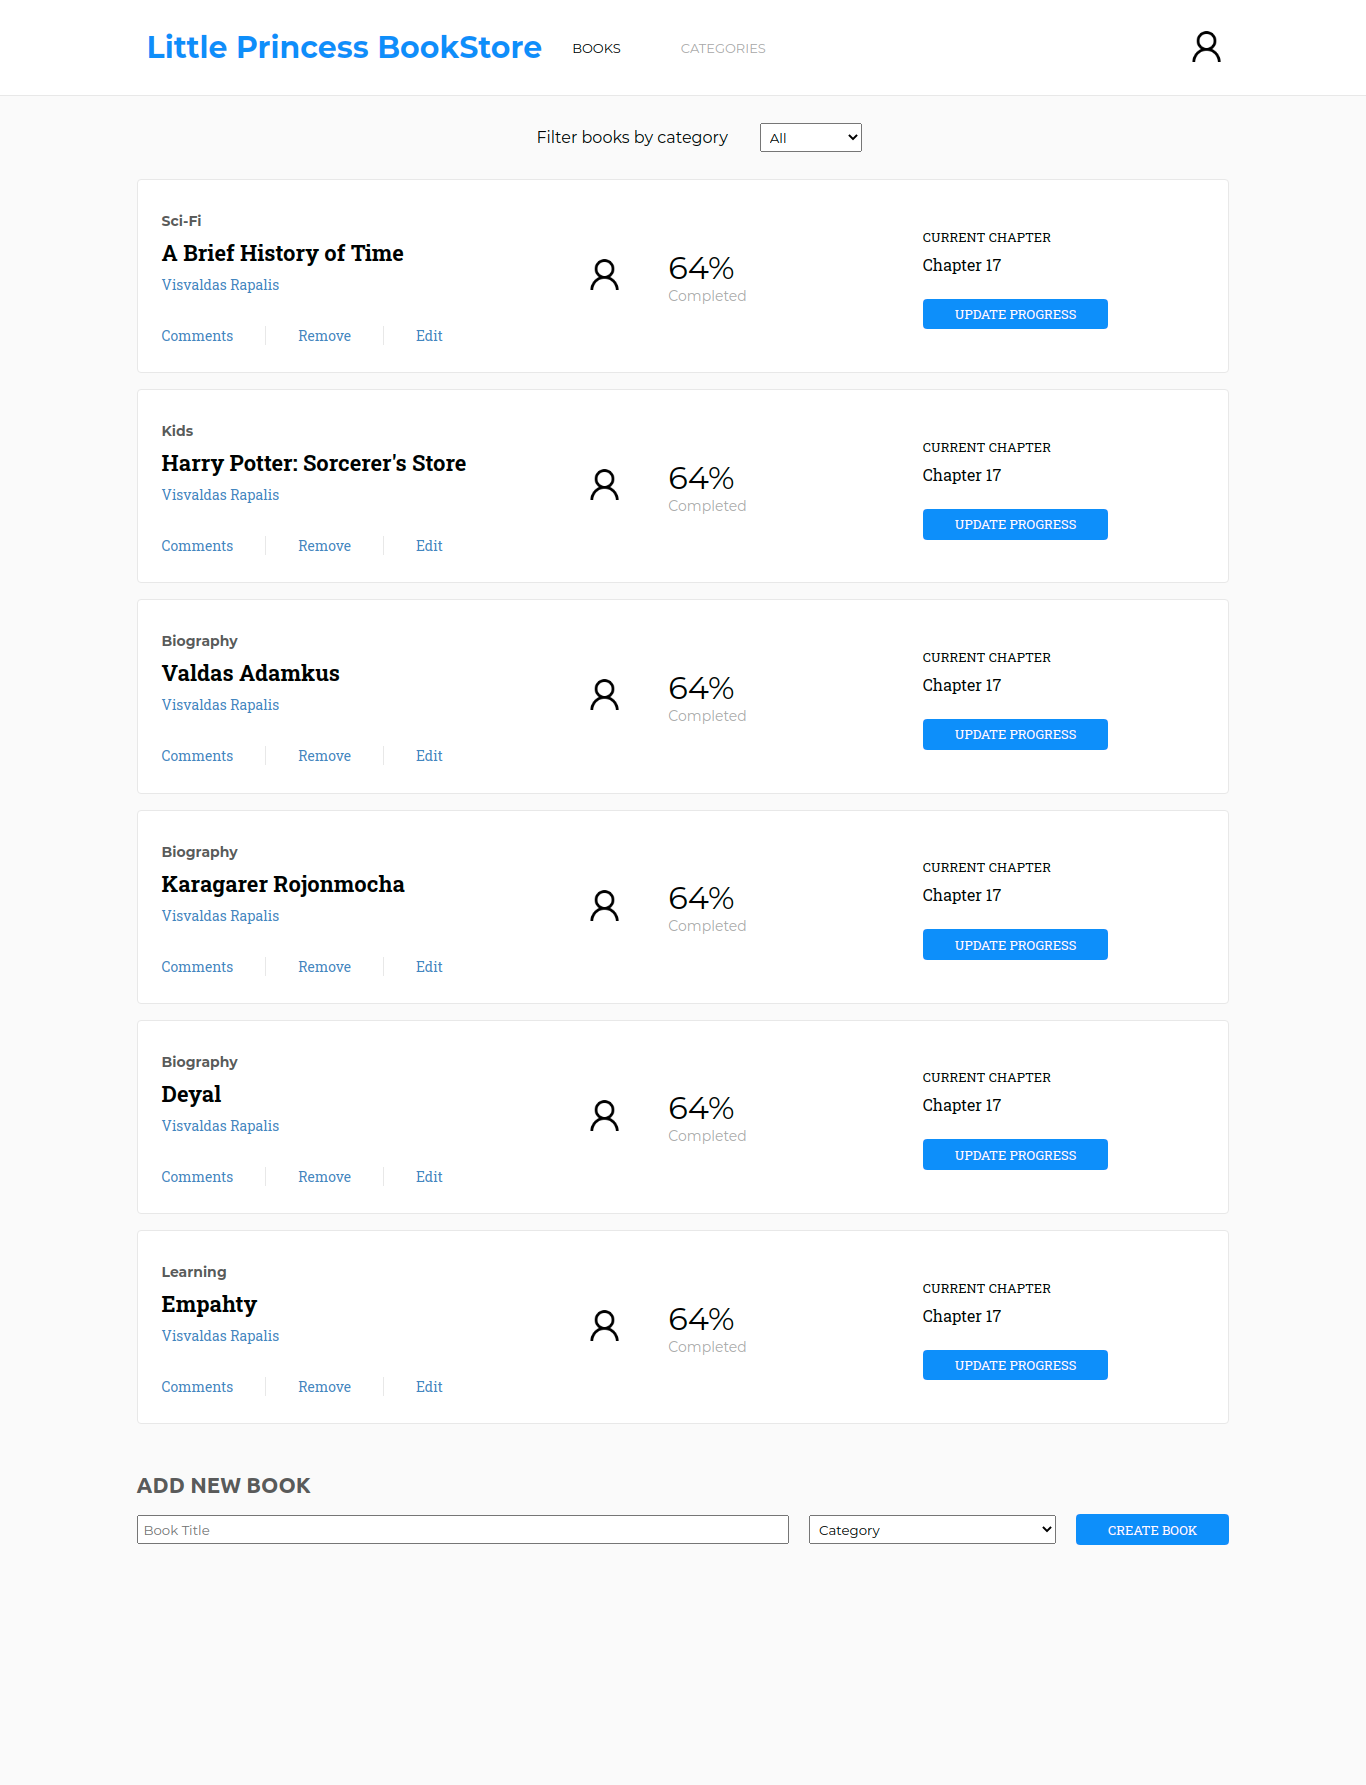 Little Princess BookStore BOOKS CATEGORIES
Filter books by category All
Sci-Fi
A Brief History of Time
Visvaldas Rapalis
Comments Remove Edit
64%
Completed
CURRENT CHAPTER
Chapter 17
UPDATE PROGRESS
Kids
Harry Potter: Sorcerer's Store
Visvaldas Rapalis
Comments Remove Edit
64%
Completed
CURRENT CHAPTER
Chapter 17
UPDATE PROGRESS
Biography
Valdas Adamkus
Visvaldas Rapalis
Comments Remove Edit
64%
Completed
CURRENT CHAPTER
Chapter 17
UPDATE PROGRESS
Biography
Karagarer Rojonmocha
Visvaldas Rapalis
Comments Remove Edit
64%
Completed
CURRENT CHAPTER
Chapter 17
UPDATE PROGRESS
Biography
Deyal
Visvaldas Rapalis
Comments Remove Edit
64%
Completed
CURRENT CHAPTER
Chapter 17
UPDATE PROGRESS
Learning
Empahty
Visvaldas Rapalis
Comments Remove Edit
64%
Completed
CURRENT CHAPTER
Chapter 17
UPDATE PROGRESS
ADD NEW BOOK
Book Title Category CREATE BOOK